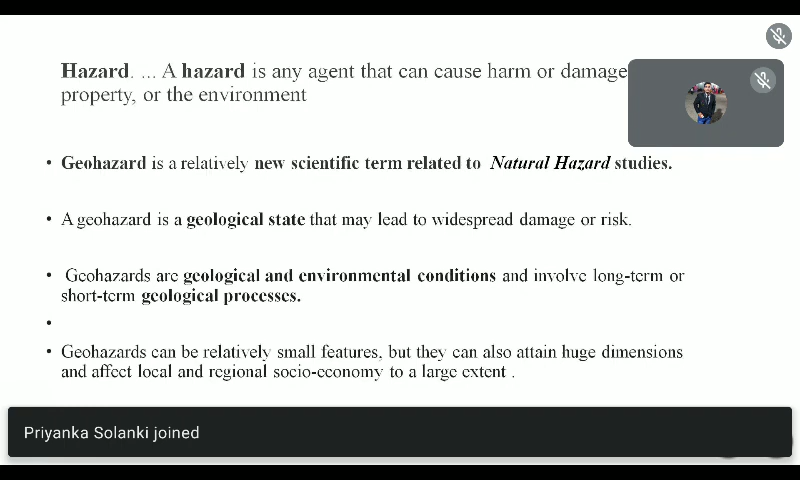 Hazard. ... A hazard is any agent that can cause harm or damage
property, or the environment
• Geohazard is a relatively new scientific term related to Natural Hazard studies.
• A geohazard is a geological state that may lead to widespread damage or risk.
• Geohazards are geological and environmental conditions and involve long-term or
short-term geological processes.
•
• Geohazards can be relatively small features, but they can also attain huge dimensions
and affect local and regional socio-economy to a large extent .
Priyanka Solanki joined